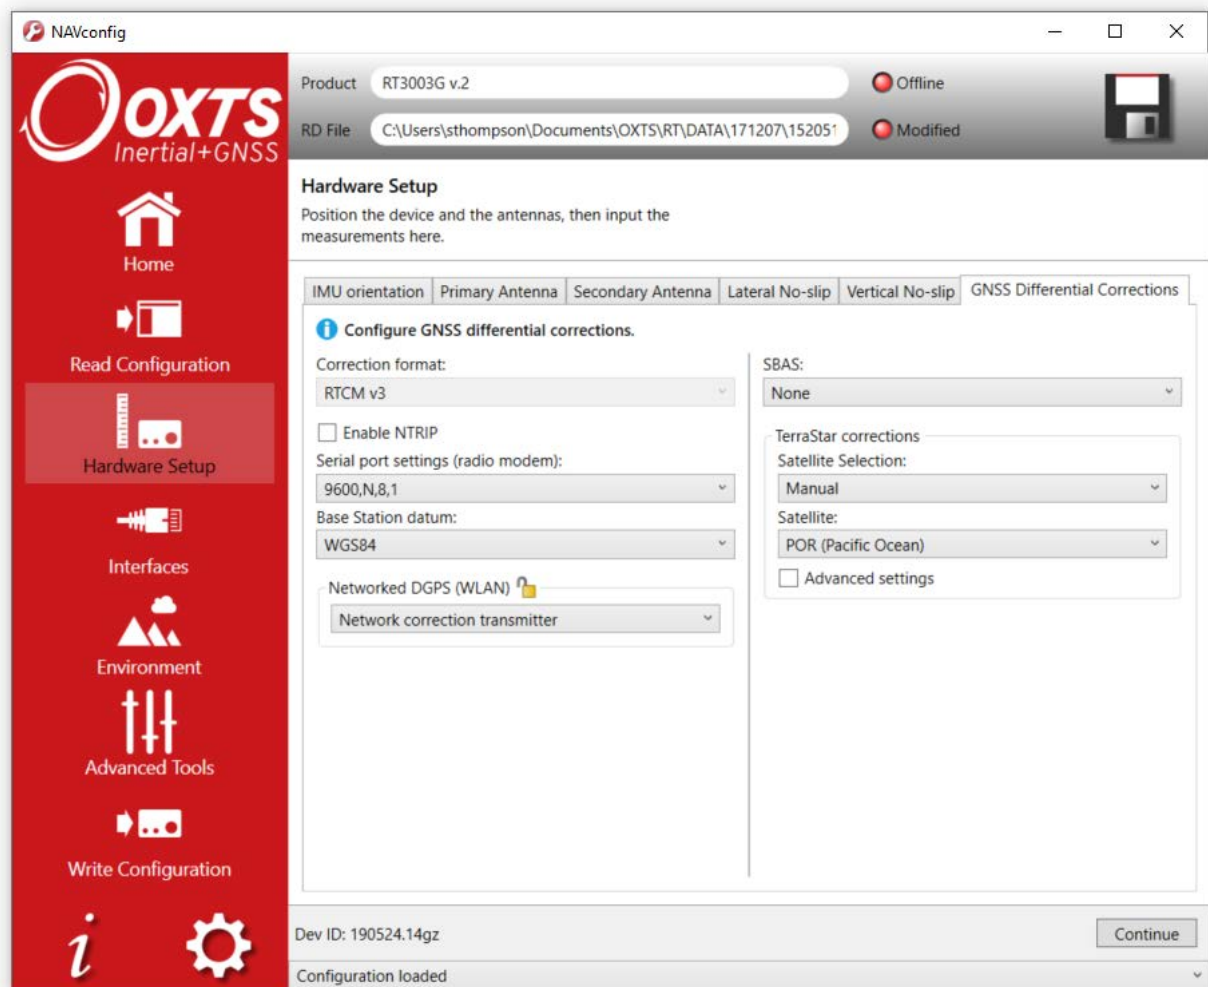 NAVconfig
OXTS
Inertial+GNSS
Product RT3003G v.2 Offline
RD File C:\Users\sthompson\Documents\OXTS\RT\DATA\171207\152051 Modified
Hardware Setup
Position the device and the antennas, then input the
measurements here.
Home
Read Configuration
Hardware Setup
Interfaces
Environment
Advanced Tools
Write Configuration
i
IMU orientation Primary Antenna Secondary Antenna Lateral No-slip Vertical No-slip GNSS Differential Corrections
i Configure GNSS differential corrections.
Correction format:
RTCM v3
Enable NTRIP
Serial port settings (radio modem):
9600,N,8,1
Base Station datum:
WGS84
Networked DGPS (WLAN)
Network correction transmitter
SBAS:
None
TerraStar corrections
Satellite Selection:
Manual
Satellite:
POR (Pacific Ocean)
Advanced settings
Dev ID: 190524.14gz
Continue
Configuration loaded